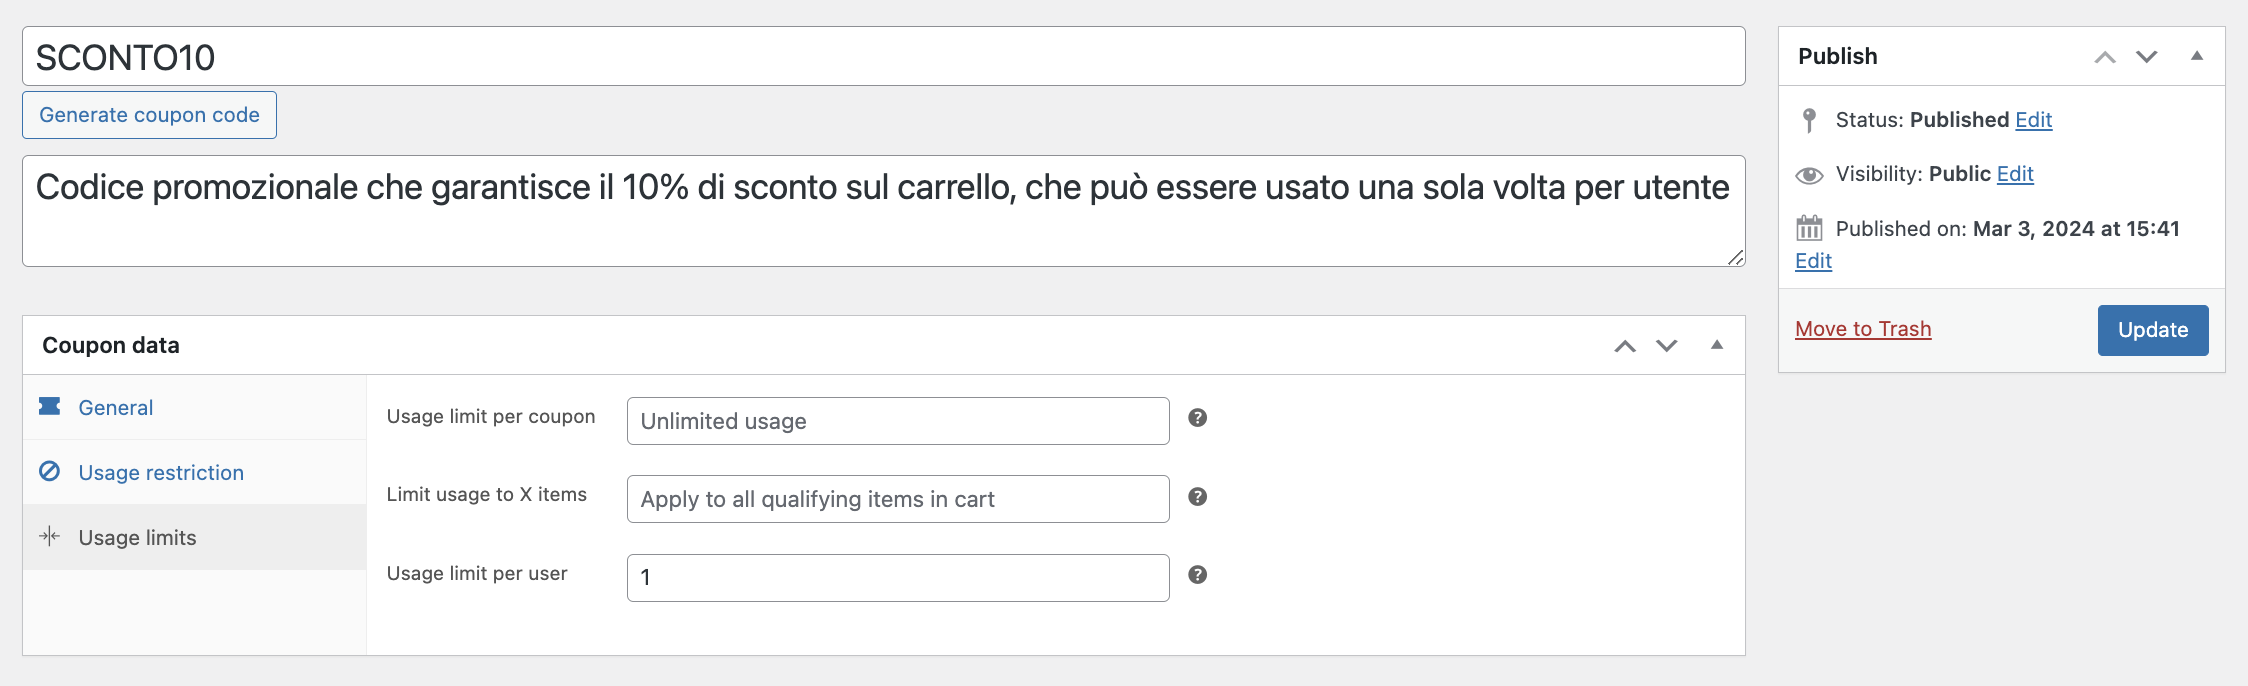 SCONTO10
Generate coupon code
Codice promozionale che garantisce il 10% di sconto sul carrello, che può essere usato una sola volta per utente
Coupon data
General
Usage restriction
Usage limits
Usage limit per coupon
Unlimited usage
Limit usage to X items
Apply to all qualifying items in cart
Usage limit per user
1
Publish
Status: Published Edit
Visibility: Public Edit
Published on: Mar 3, 2024 at 15:41
Edit
Move to Trash
Update